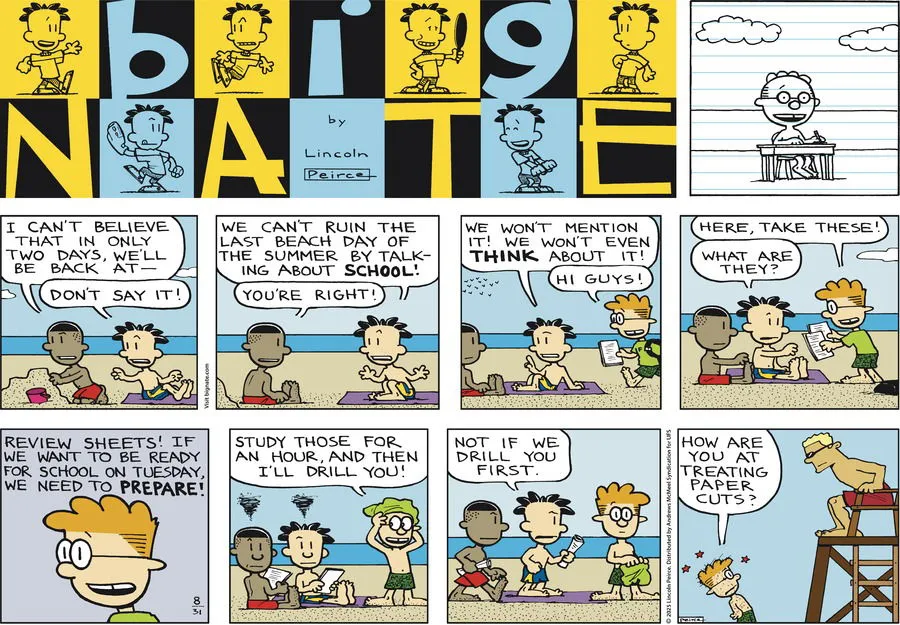 big
NATE
by
Lincoln
Peirce
I CAN'T BELIEVE
THAT IN ONLY
TWO DAYS, WE'LL
BE BACK AT—
DON'T SAY IT!
Visit bignate.com
WE CAN'T RUIN THE
LAST BEACH DAY OF
THE SUMMER BY TALK-
ING ABOUT SCHOOL!
YOU'RE RIGHT!
WE WON'T MENTION
IT! WE WON'T EVEN
THINK ABOUT IT!
HI GUYS!
HERE, TAKE THESE!
WHAT ARE
THEY?
REVIEW SHEETS! IF
WE WANT TO BE READY
FOR SCHOOL ON TUESDAY,
WE NEED TO PREPARE!
8
31
STUDY THOSE FOR
AN HOUR, AND THEN
I'LL DRILL YOU!
NOT IF WE
DRILL YOU
FIRST.
© 2025 Lincoln Peirce. Distributed by Andrews McMeel Syndication for UFS
HOW ARE
YOU AT
TREATING
PAPER
CUTS?
PEIRCE